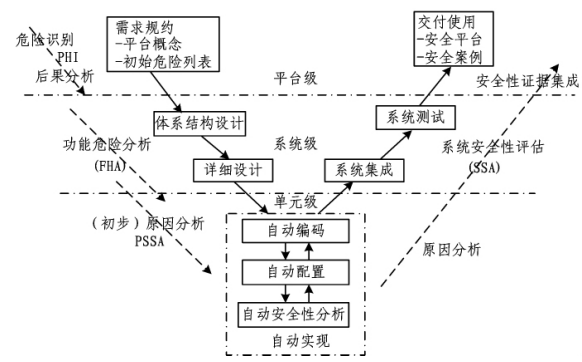 危险识别
PHI
后果分析
需求规约
-平台概念
-初始危险列表
交付使用
-安全平台
-安全案例
平台级
安全性证据集成
体系结构设计
系统测试
功能危险分析
(FHA)
系统级
系统安全性评估
(SSA)
详细设计
系统集成
单元级
(初步)原因分析
PSSA
自动编码
原因分析
自动配置
自动安全性分析
自动实现